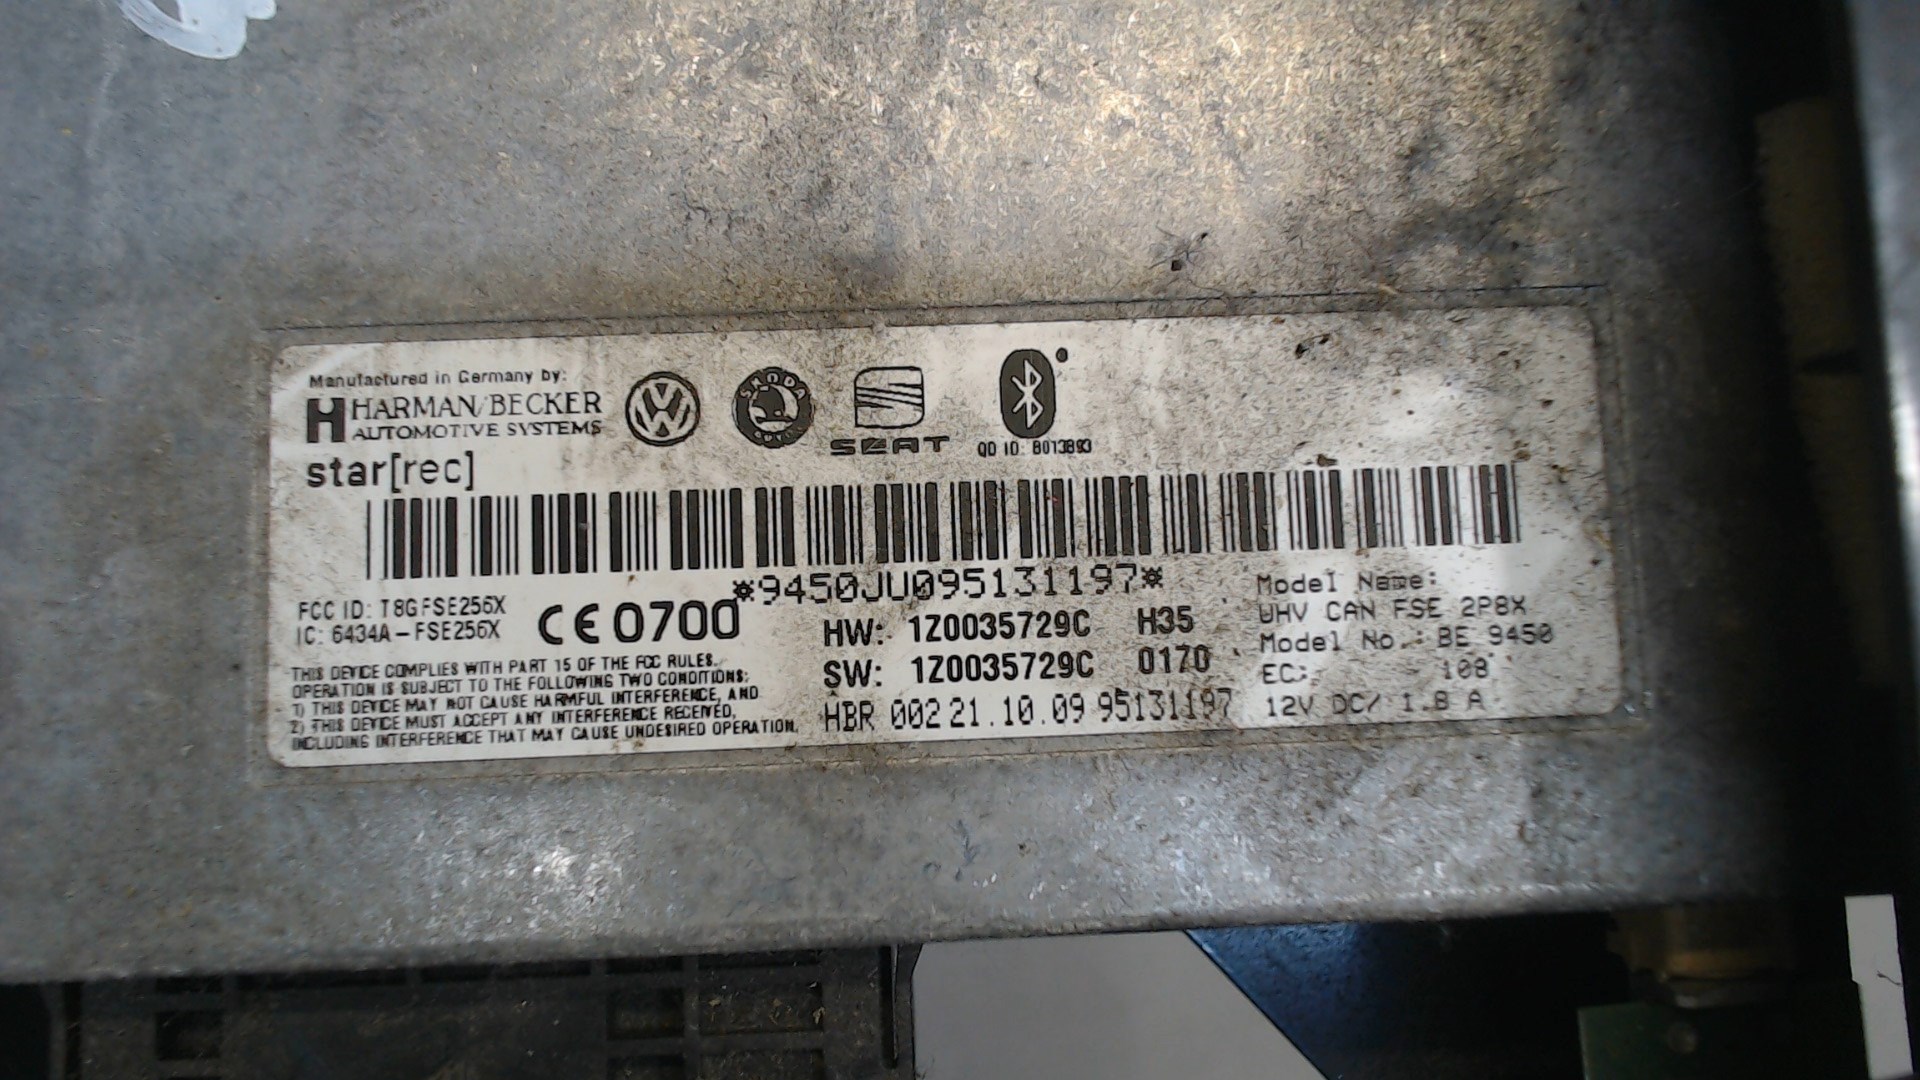 Manufactured in Germany by:
HARMAN/BECKER
AUTOMOTIVE SYSTEMS
star[rec]
ŠKODA
SEAT
QD ID: B013893
*9450JU095131197*
FCC ID: T8GFSE256X
IC: 6434A-FSE256X
CE 0700
THIS DEVICE COMPLIES WITH PART 15 OF THE FCC RULES.
OPERATION IS SUBJECT TO THE FOLLOWING TWO CONDITIONS:
1) THIS DEVICE MAY NOT CAUSE HARMFUL INTERFERENCE, AND
2) THIS DEVICE MUST ACCEPT ANY INTERFERENCE RECEIVED,
INCLUDING INTERFERENCE THAT MAY CAUSE UNDESIRED OPERATION.
HW: 1Z0035729C H35
SW: 1Z0035729C 0170
HBR 002 21.10.09 95131197
Model Name:
UHV CAN FSE 2P8X
Model No.: BE 9450
EC: 108
12V DC/ 1.8 A